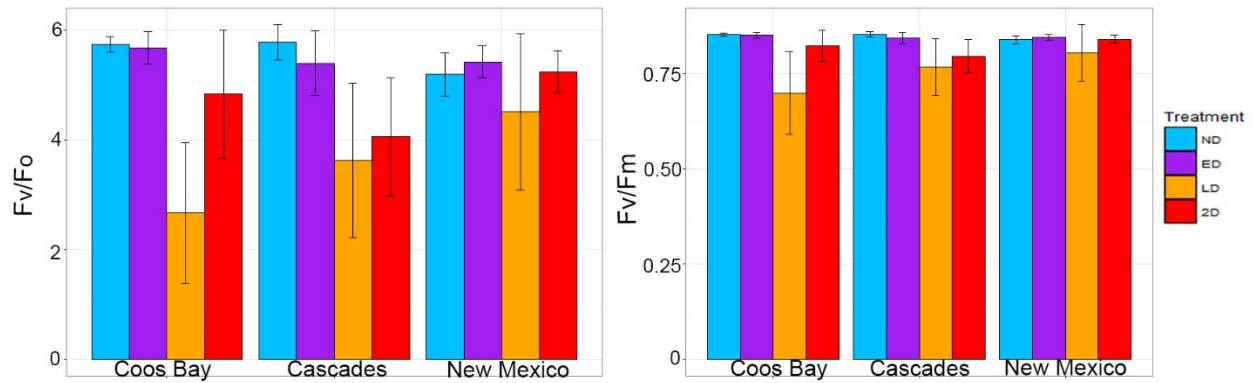 Fv/Fo
6
4
2
0
Coos Bay Cascades New Mexico
Fv/Fm
0.75
0.50
0.25
0
Coos Bay Cascades New Mexico
Treatment
ND
ED
LD
2D